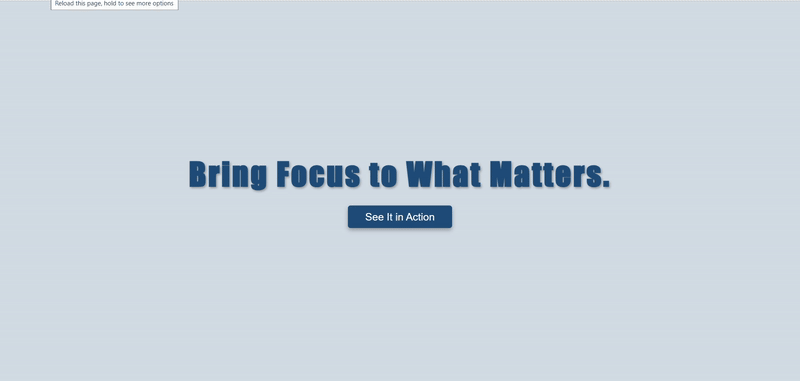 Reload this page, hold to see more options
Bring Focus to What Matters.
See It in Action